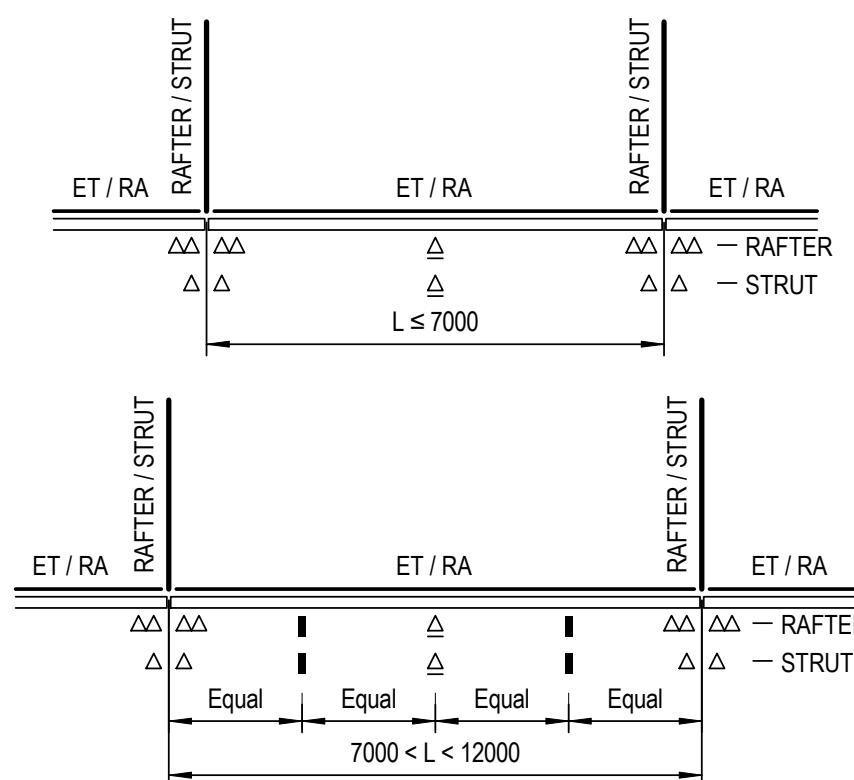 RAFTER / STRUT
RAFTER / STRUT
ET / RA
ET / RA
ET / RA
RAFTER
STRUT
L ≤ 7000
RAFTER / STRUT
RAFTER / STRUT
ET / RA
ET / RA
ET / RA
RAFTE
STRUT
Equal Equal Equal Equal
7000 < L < 12000